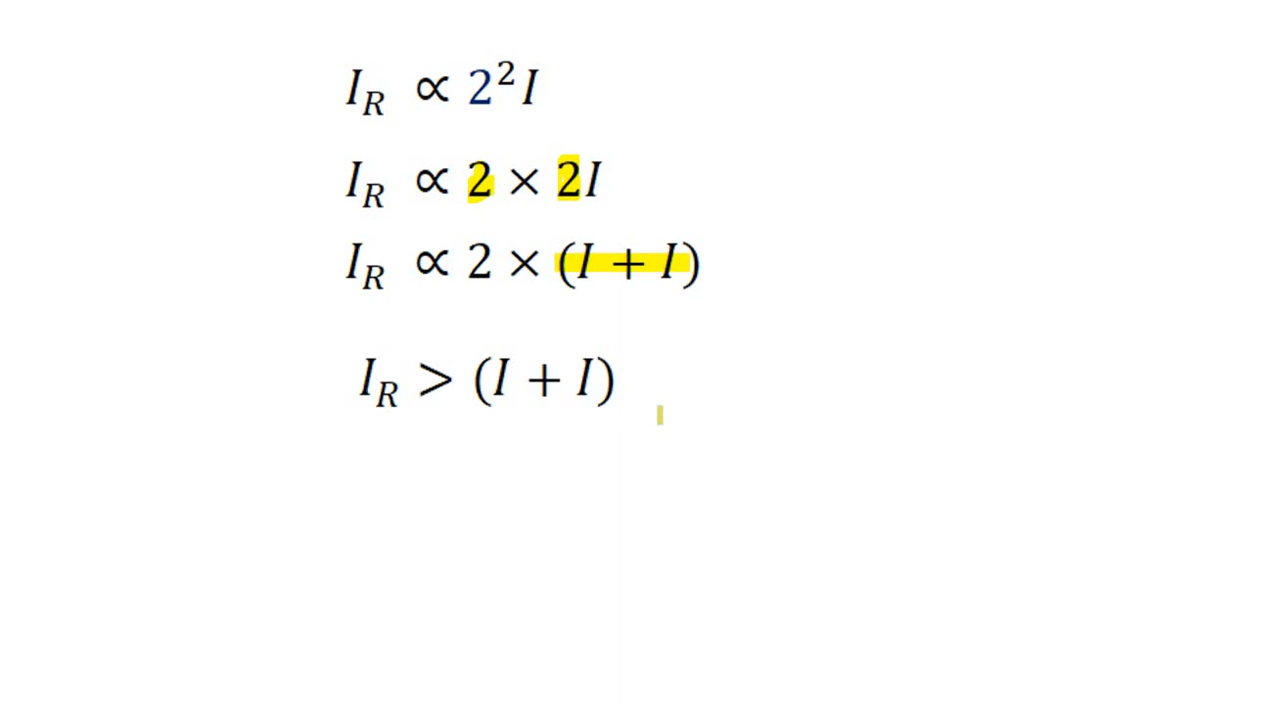 I_R ∝ 2²I
I_R ∝ 2 × 2I
I_R ∝ 2 × (I + I)
I_R > (I + I)